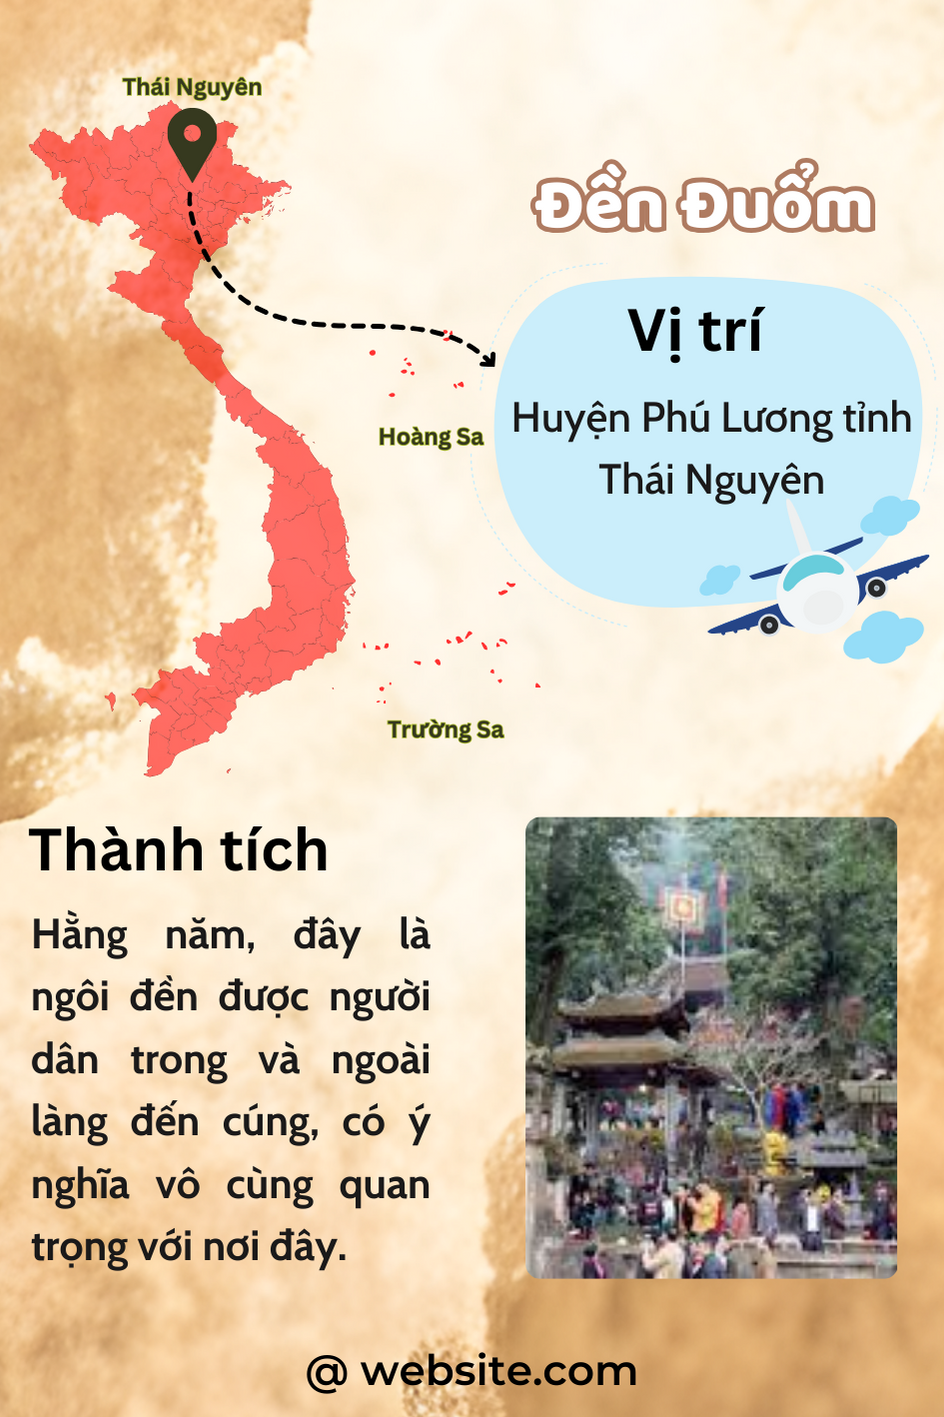 Thái Nguyên
Đền Đuổm
Vị trí
Huyện Phú Lương tỉnh
Thái Nguyên
Hoàng Sa
Trường Sa
Thành tích
Hằng năm, đây là
ngôi đền được người
dân trong và ngoài
làng đến cúng, có ý
nghĩa vô cùng quan
trọng với nơi đây.
@ website.com